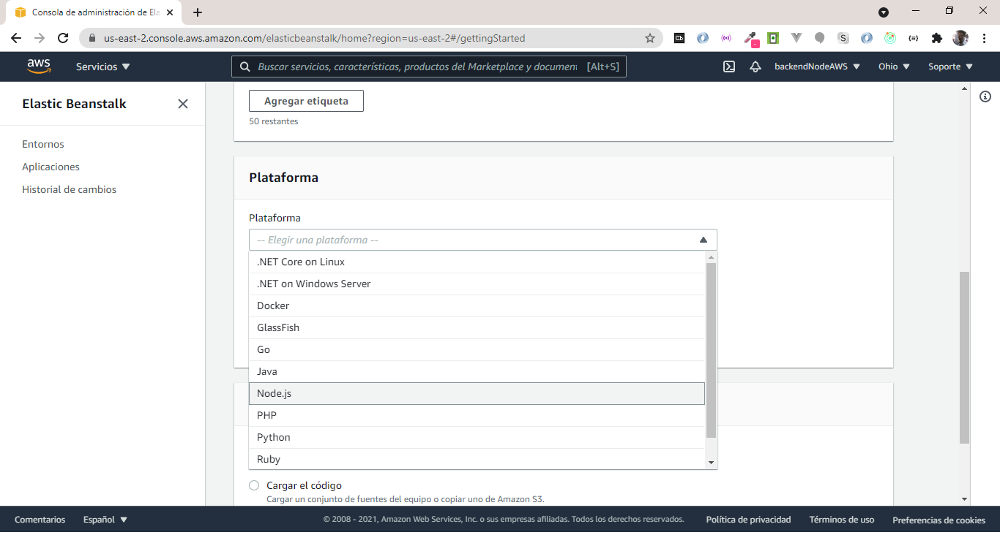 Consola de administración de Ela
us-east-2.console.aws.amazon.com/elasticbeanstalk/home?region=us-east-2#/gettingStarted
aws
Servicios
Buscar servicios, características, productos del Marketplace y documen
[Alt+S]
backendNodeAWS
Ohio
Soporte
Elastic Beanstalk
Entornos
Aplicaciones
Historial de cambios
Agregar etiqueta
50 restantes
Plataforma
Plataforma
-- Elegir una plataforma --
.NET Core on Linux
.NET on Windows Server
Docker
GlassFish
Go
Java
Node.js
PHP
Python
Ruby
Cargar el código
Cargar un conjunto de fuentes del equipo o copiar uno de Amazon S3.
Comentarios
Español
© 2008 - 2021, Amazon Web Services, Inc. o sus empresas afiliadas. Todos los derechos reservados.
Política de privacidad
Términos de uso
Preferencias de cookies